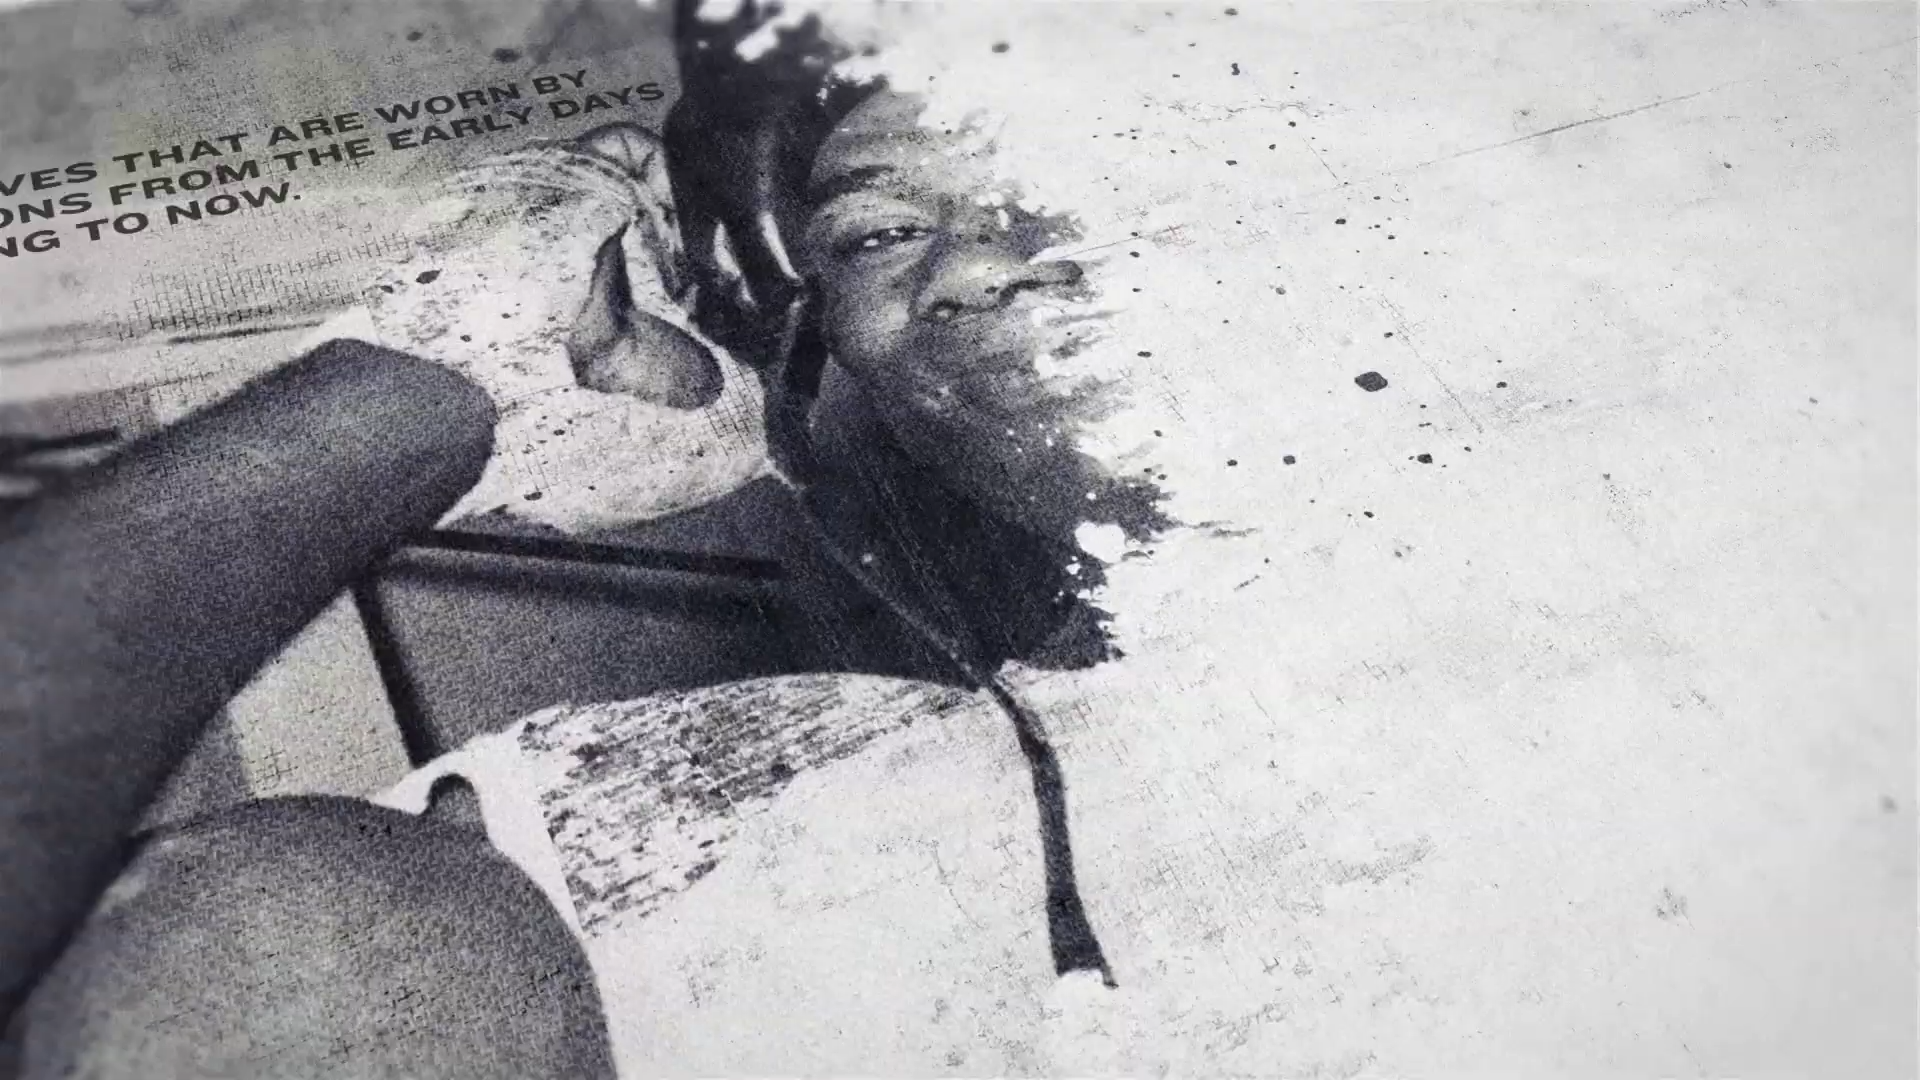 VES THAT ARE WORN BY
ONS FROM THE EARLY DAYS
NG TO NOW.